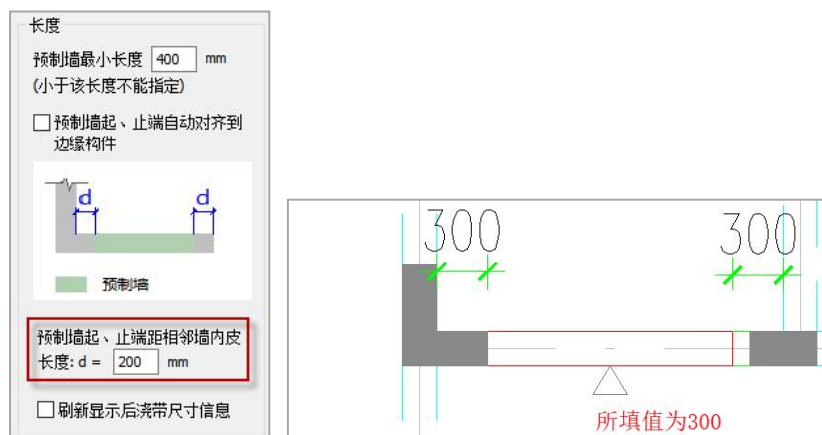 长度
预制墙最小长度 400 mm
(小于该长度不能指定)
预制墙起、止端自动对齐到
边缘构件
d d
预制墙
预制墙起、止端距相邻墙内皮
长度: d = 200 mm
刷新显示后浇带尺寸信息
300 300
所填值为300